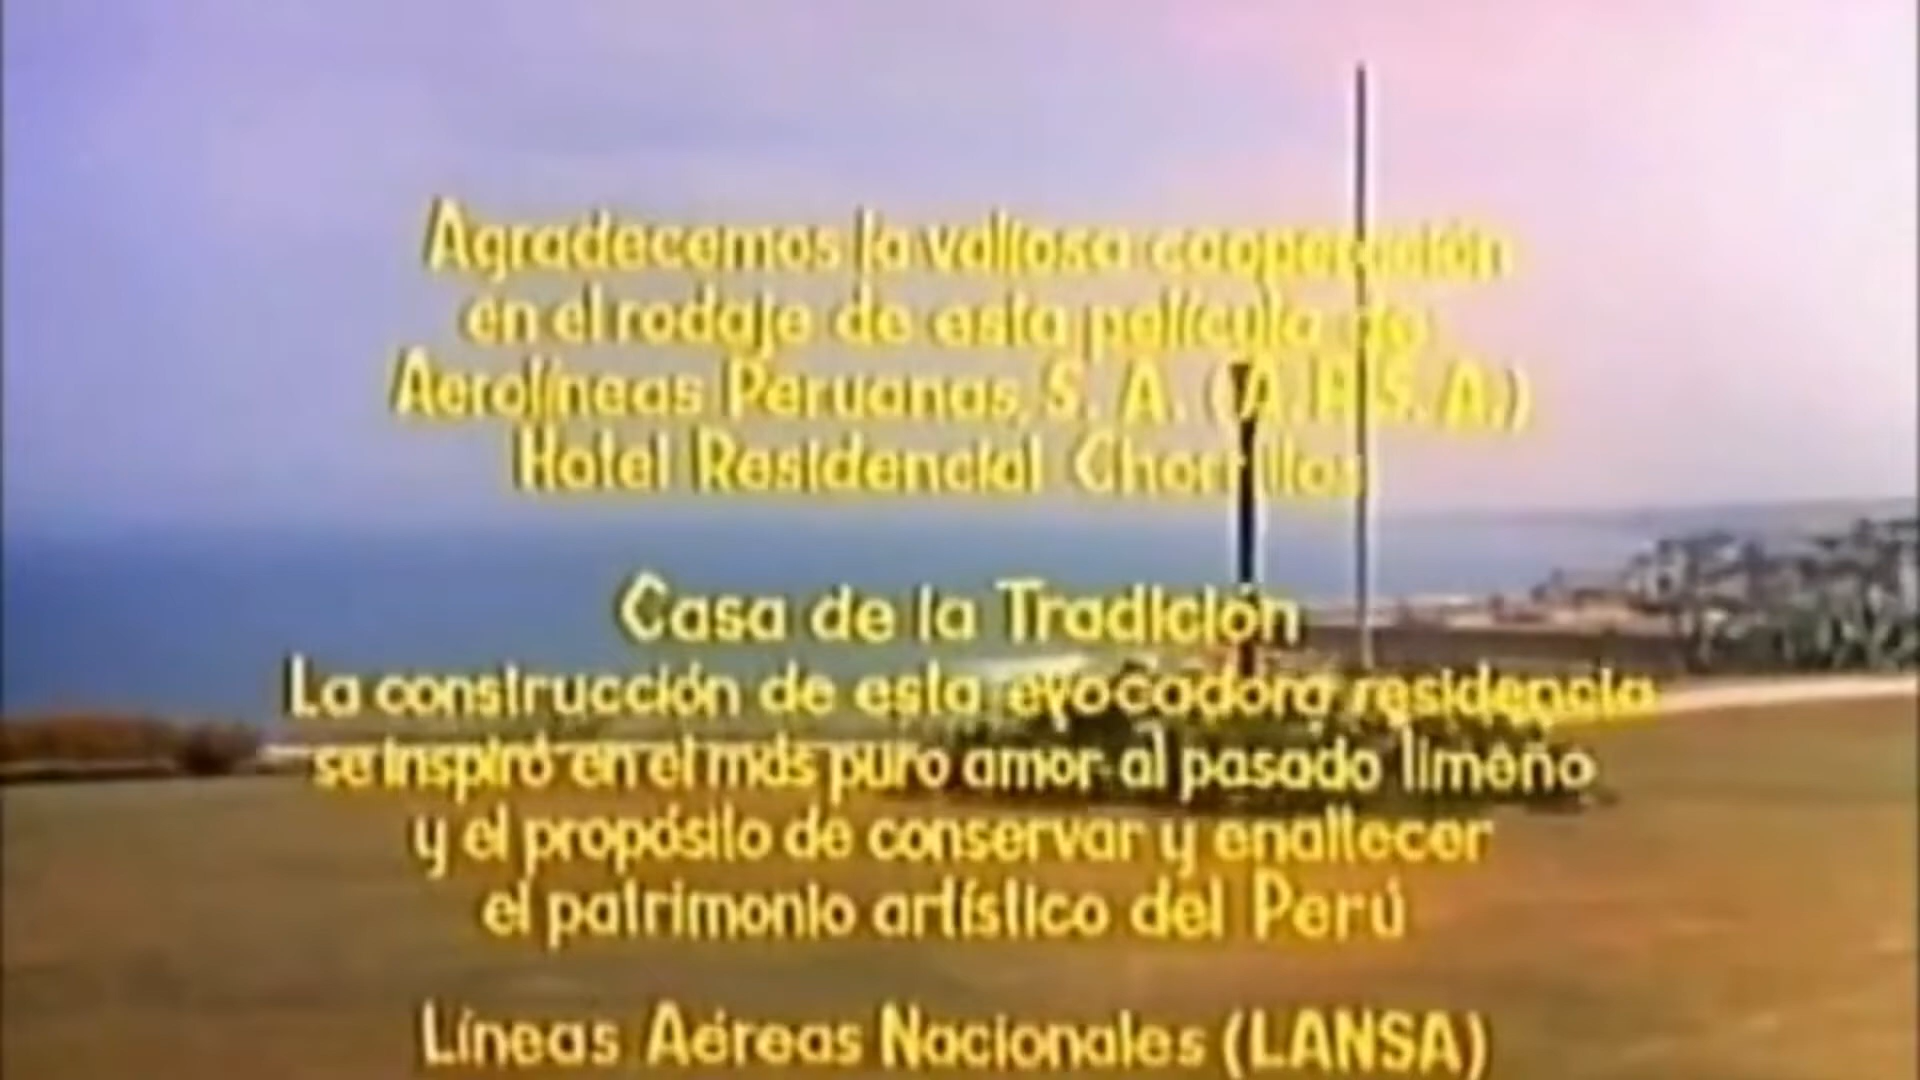 Agradecemos la valiosa cooperación
en el rodaje de esta película de
Aerolíneas Peruanas, S. A. (A.P.S.A.)
Hotel Residencial Chorrillos
Casa de la Tradición
La construcción de esta evocadora residencia
se inspiró en el más puro amor al pasado limeño
y el propósito de conservar y enaltecer
el patrimonio artístico del Perú
Líneas Aéreas Nacionales (LANSA)